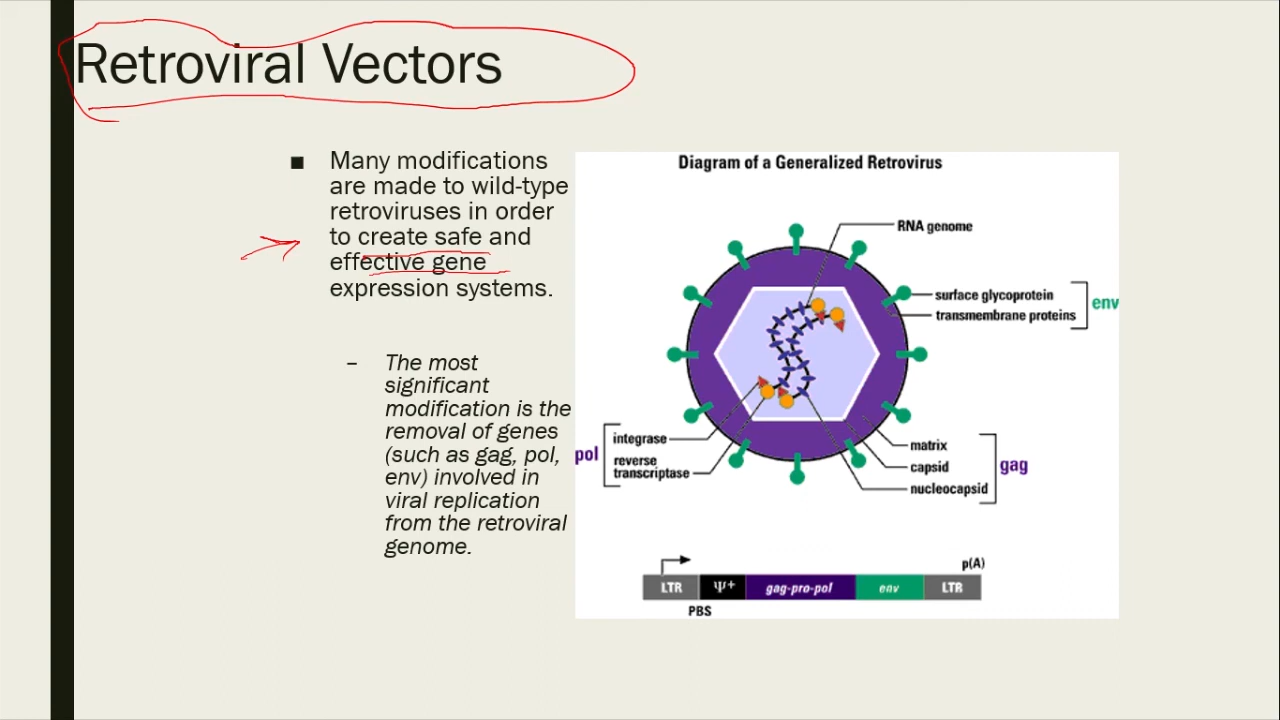 Retroviral Vectors
■ Many modifications
are made to wild-type
retroviruses in order
to create safe and
effective gene
expression systems.
– The most
significant
modification is the
removal of genes
(such as gag, pol,
env) involved in
viral replication
from the retroviral
genome.
Diagram of a Generalized Retrovirus
RNA genome
surface glycoprotein
transmembrane proteins
env
pol
integrase
reverse
transcriptase
matrix
capsid
nucleocapsid
gag
p(A)
LTR Ψ+ gag-pro-pol env LTR
PBS